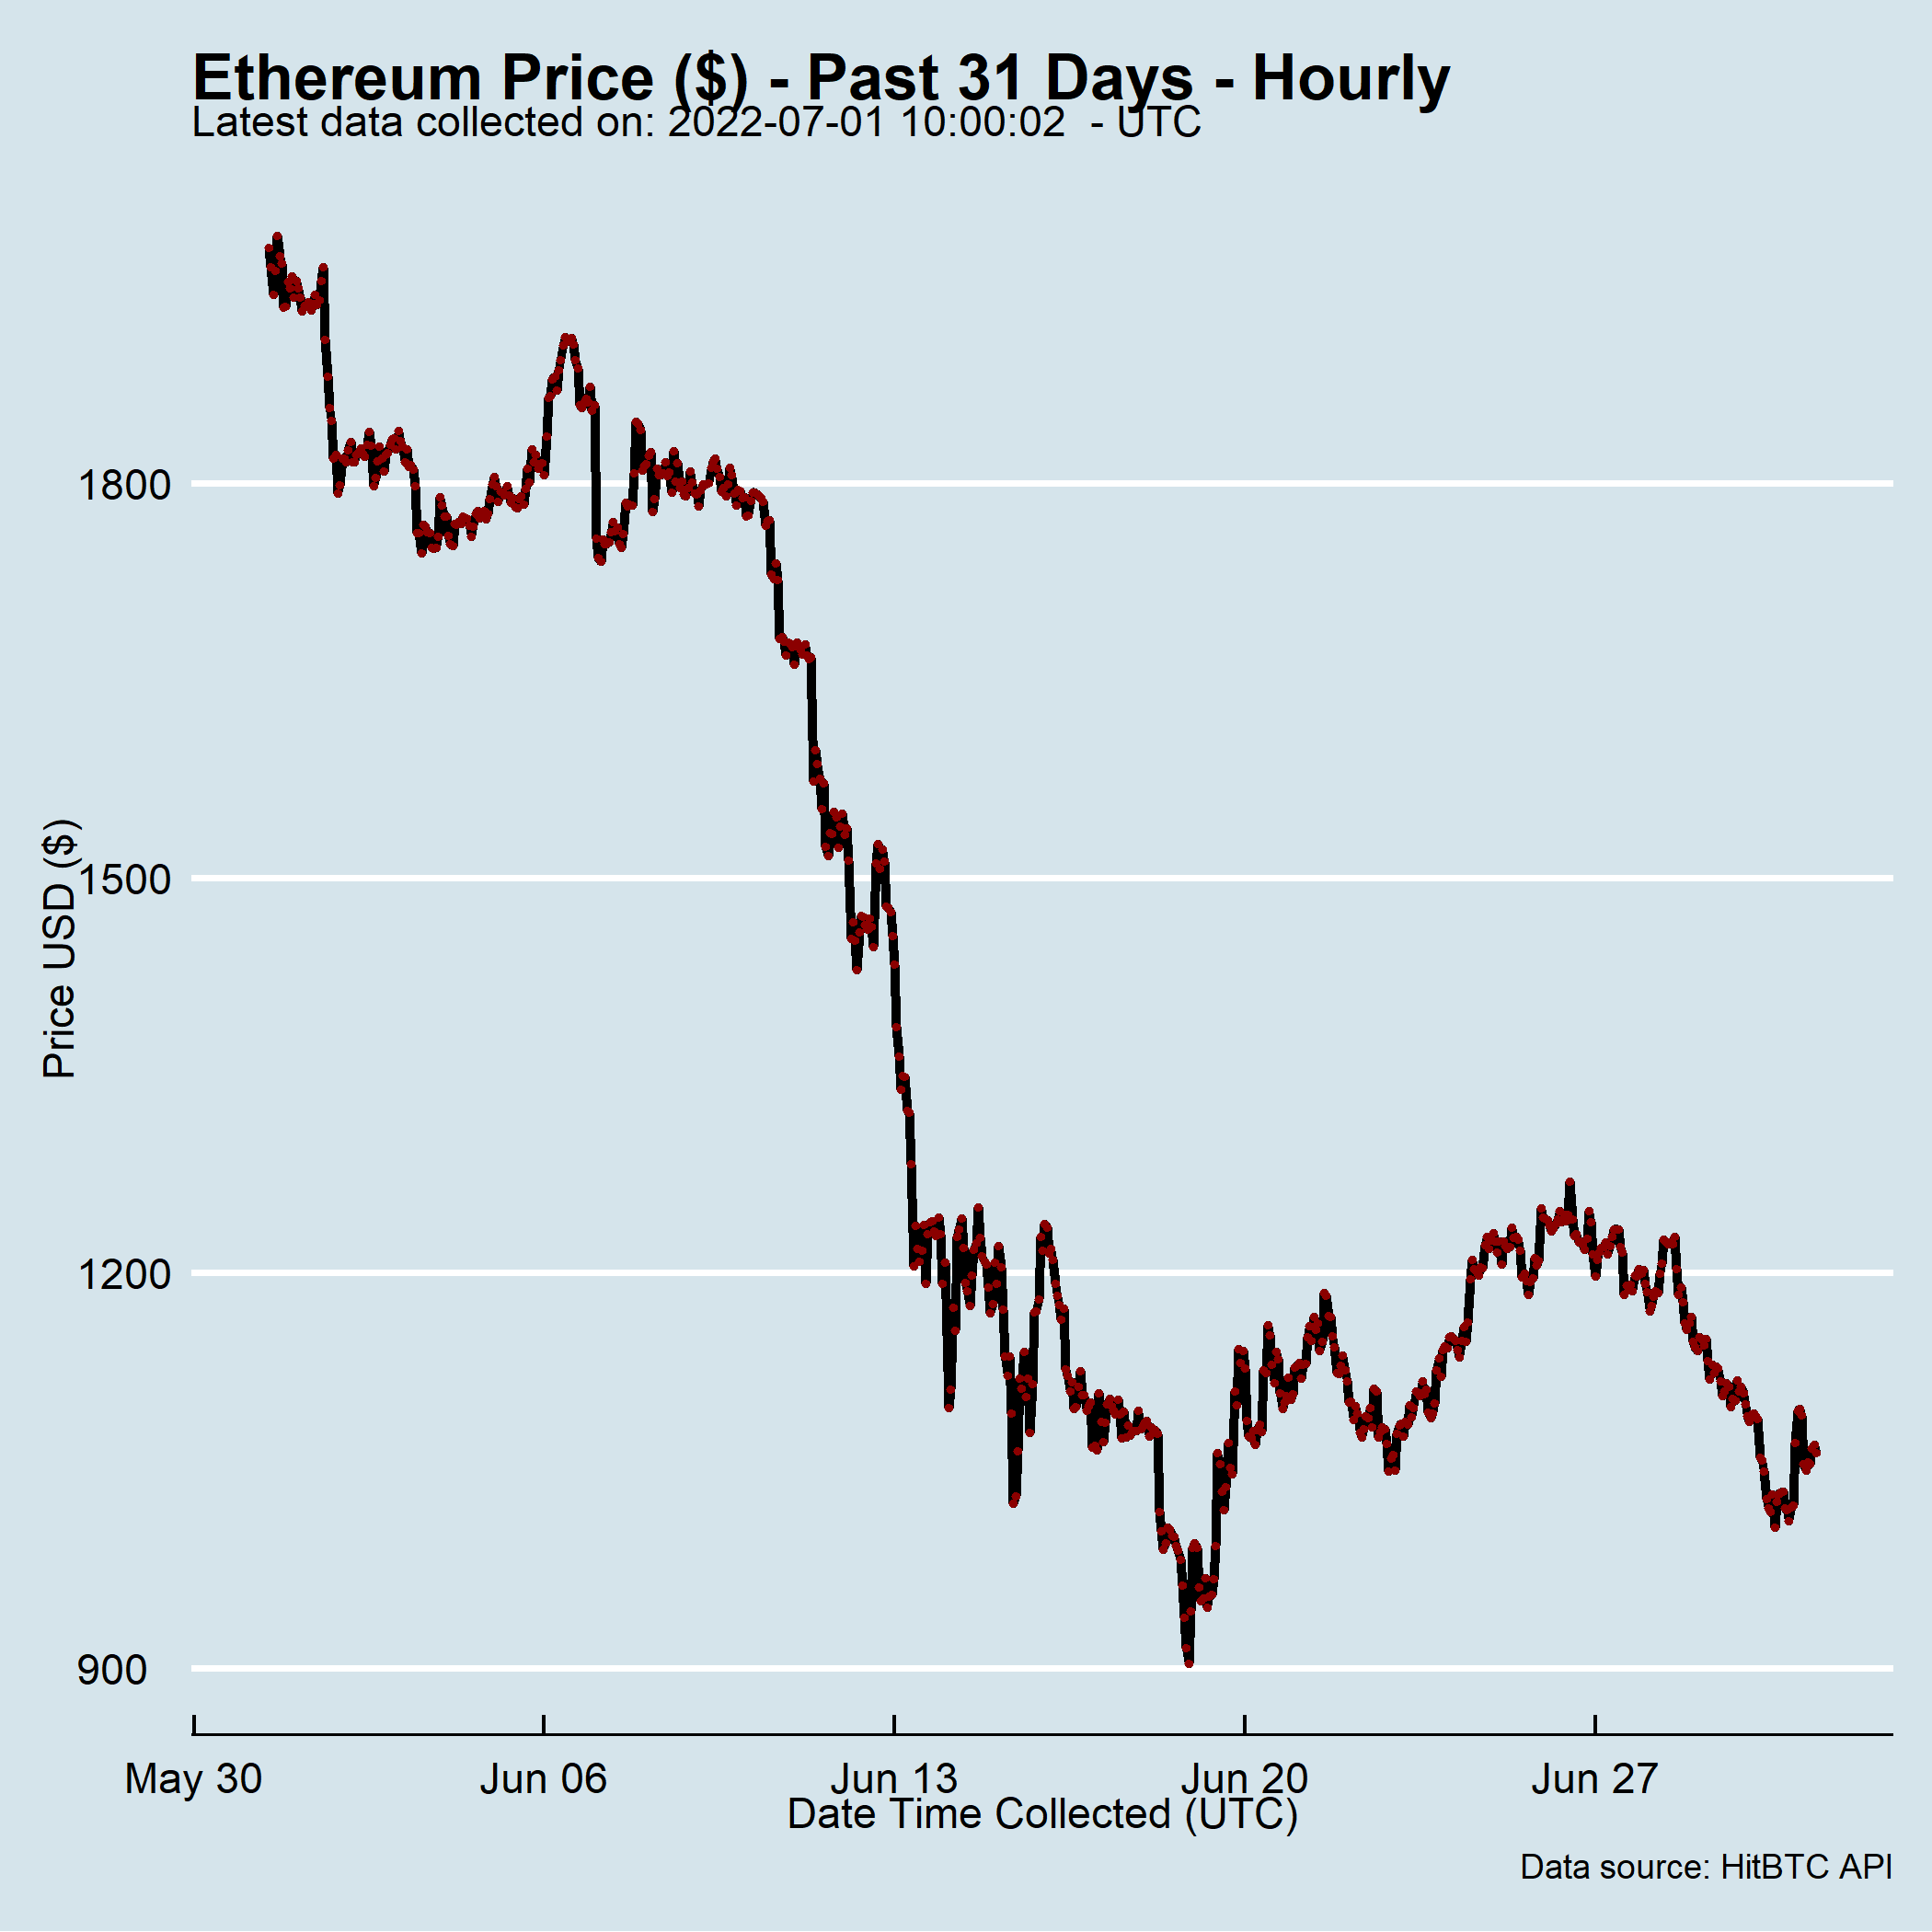 Ethereum Price ($) - Past 31 Days - Hourly
Latest data collected on: 2022-07-01 10:00:02  - UTC
Price USD ($)
1800
1500
1200
900
May 30 Jun 06 Jun 13 Jun 20 Jun 27
Date Time Collected (UTC)
Data source: HitBTC API